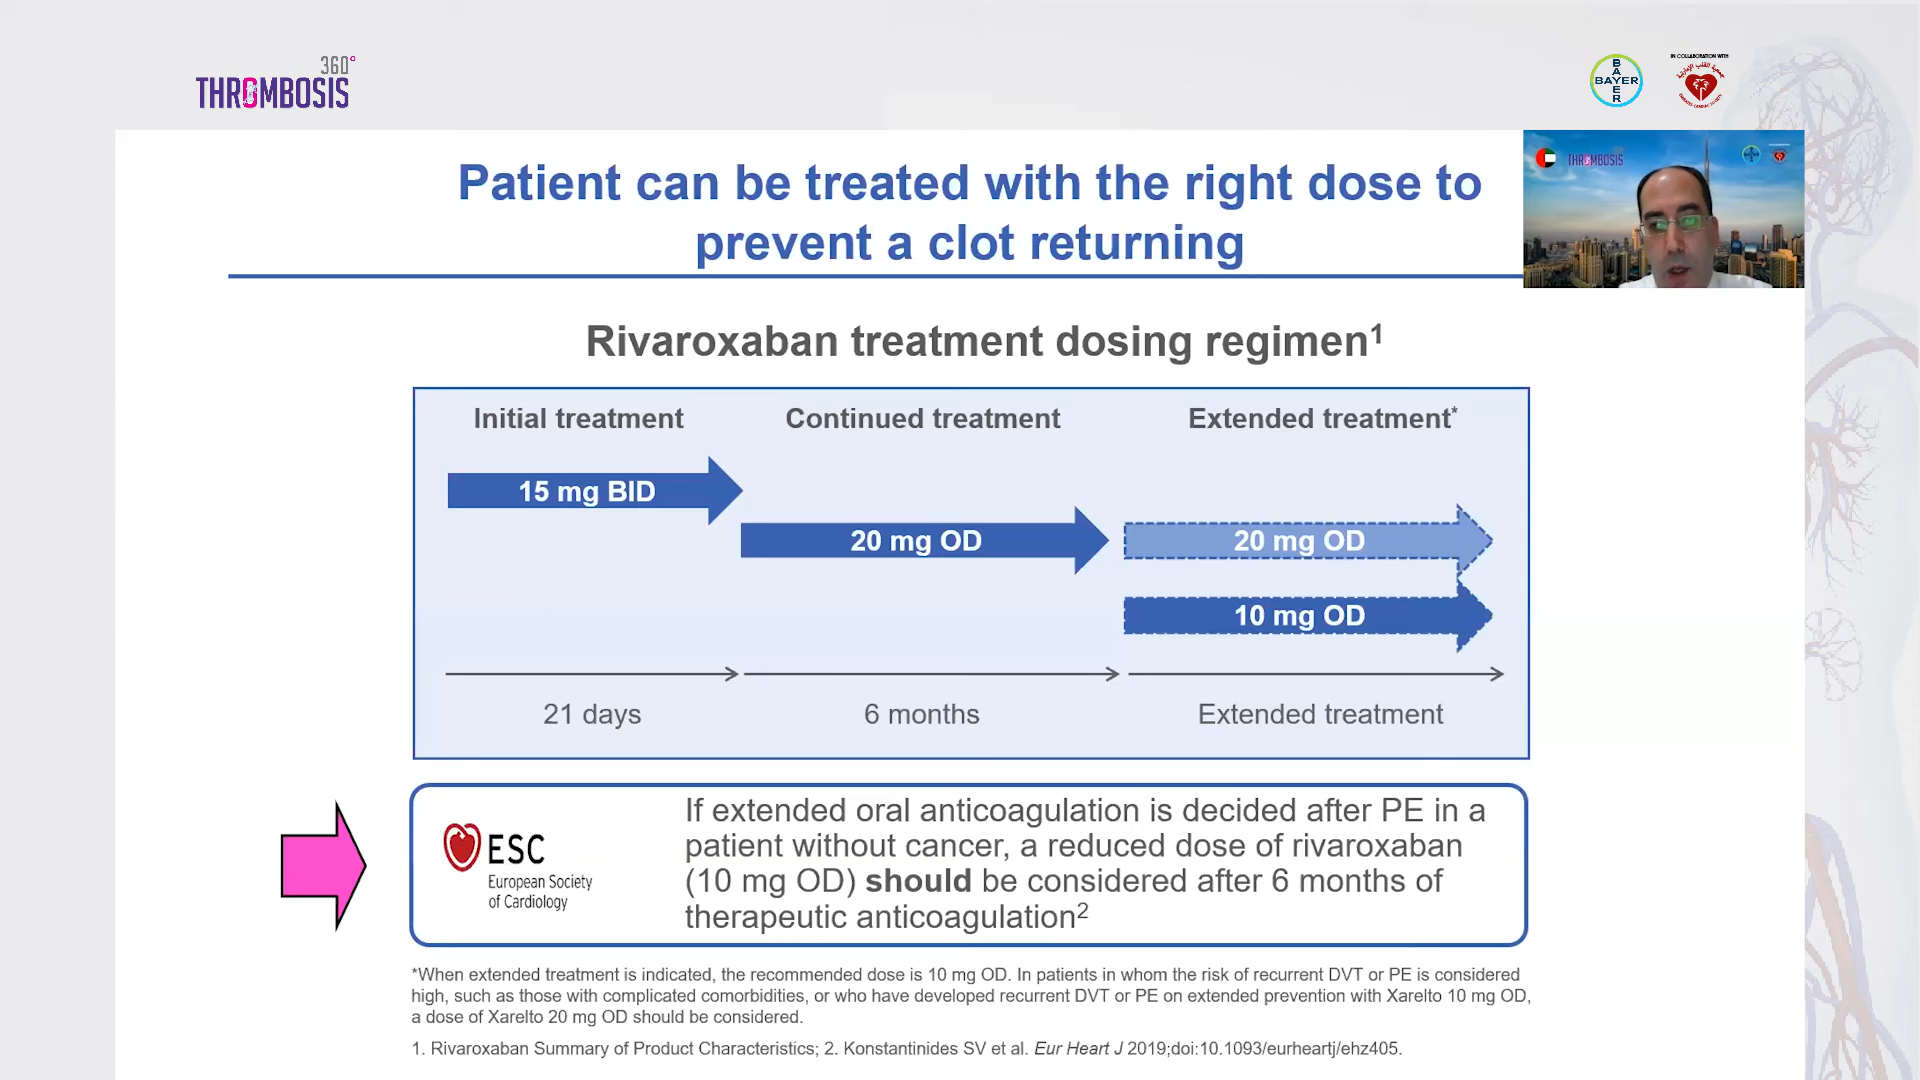 360°
THROMBOSIS
IN COLLABORATION WITH
BAYER
BAYER
جمعية القلب الإماراتية
EMIRATES CARDIAC SOCIETY
THROMBOSIS
Patient can be treated with the right dose to
prevent a clot returning
Rivaroxaban treatment dosing regimen¹
Initial treatment
Continued treatment
Extended treatment*
15 mg BID
20 mg OD
20 mg OD
10 mg OD
21 days
6 months
Extended treatment
ESC
European Society
of Cardiology
If extended oral anticoagulation is decided after PE in a
patient without cancer, a reduced dose of rivaroxaban
(10 mg OD) should be considered after 6 months of
therapeutic anticoagulation²
*When extended treatment is indicated, the recommended dose is 10 mg OD. In patients in whom the risk of recurrent DVT or PE is considered
high, such as those with complicated comorbidities, or who have developed recurrent DVT or PE on extended prevention with Xarelto 10 mg OD,
a dose of Xarelto 20 mg OD should be considered.
1. Rivaroxaban Summary of Product Characteristics; 2. Konstantinides SV et al. Eur Heart J 2019;doi:10.1093/eurheartj/ehz405.